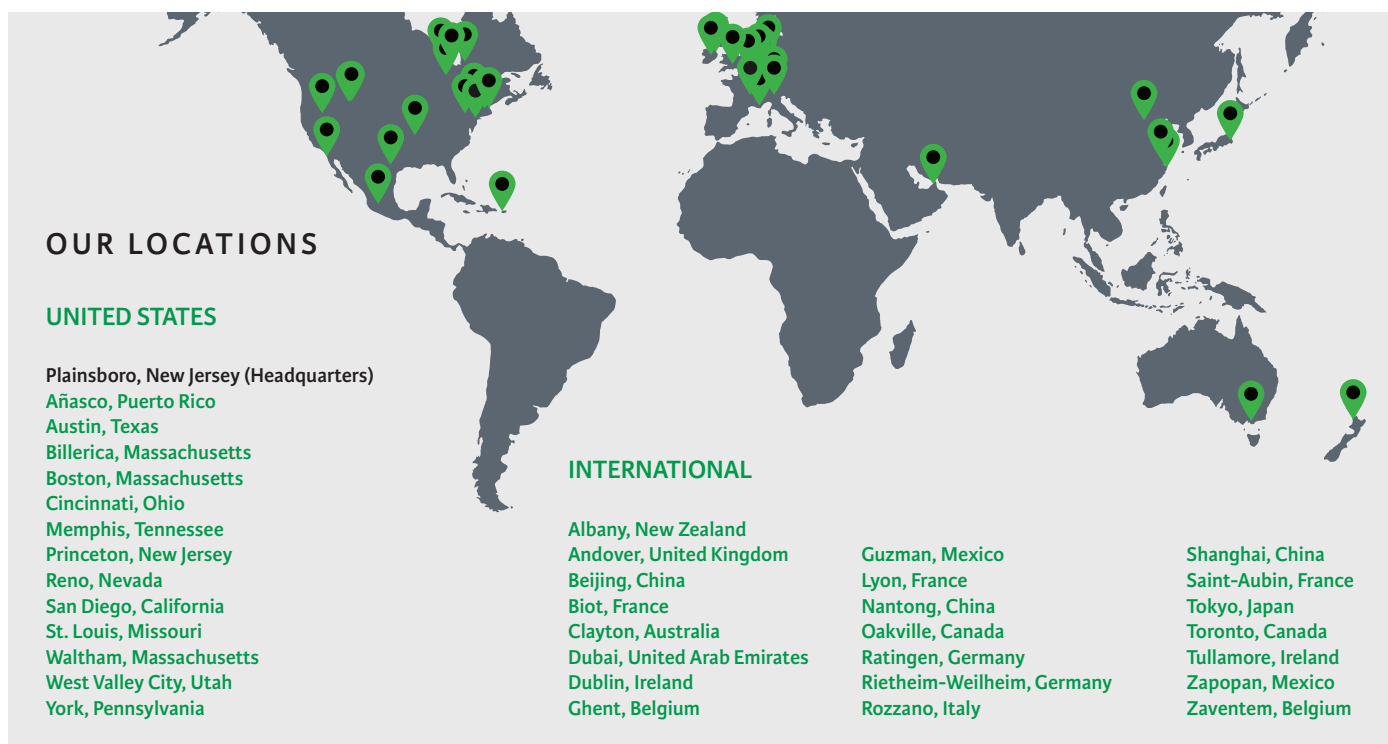 OUR LOCATIONS
UNITED STATES
Plainsboro, New Jersey (Headquarters)
Añasco, Puerto Rico
Austin, Texas
Billerica, Massachusetts
Boston, Massachusetts
Cincinnati, Ohio
Memphis, Tennessee
Princeton, New Jersey
Reno, Nevada
San Diego, California
St. Louis, Missouri
Waltham, Massachusetts
West Valley City, Utah
York, Pennsylvania
INTERNATIONAL
Albany, New Zealand
Andover, United Kingdom
Beijing, China
Biot, France
Clayton, Australia
Dubai, United Arab Emirates
Dublin, Ireland
Ghent, Belgium
Guzman, Mexico
Lyon, France
Nantong, China
Oakville, Canada
Ratingen, Germany
Rietheim-Weilheim, Germany
Rozzano, Italy
Shanghai, China
Saint-Aubin, France
Tokyo, Japan
Toronto, Canada
Tullamore, Ireland
Zapopan, Mexico
Zaventem, Belgium